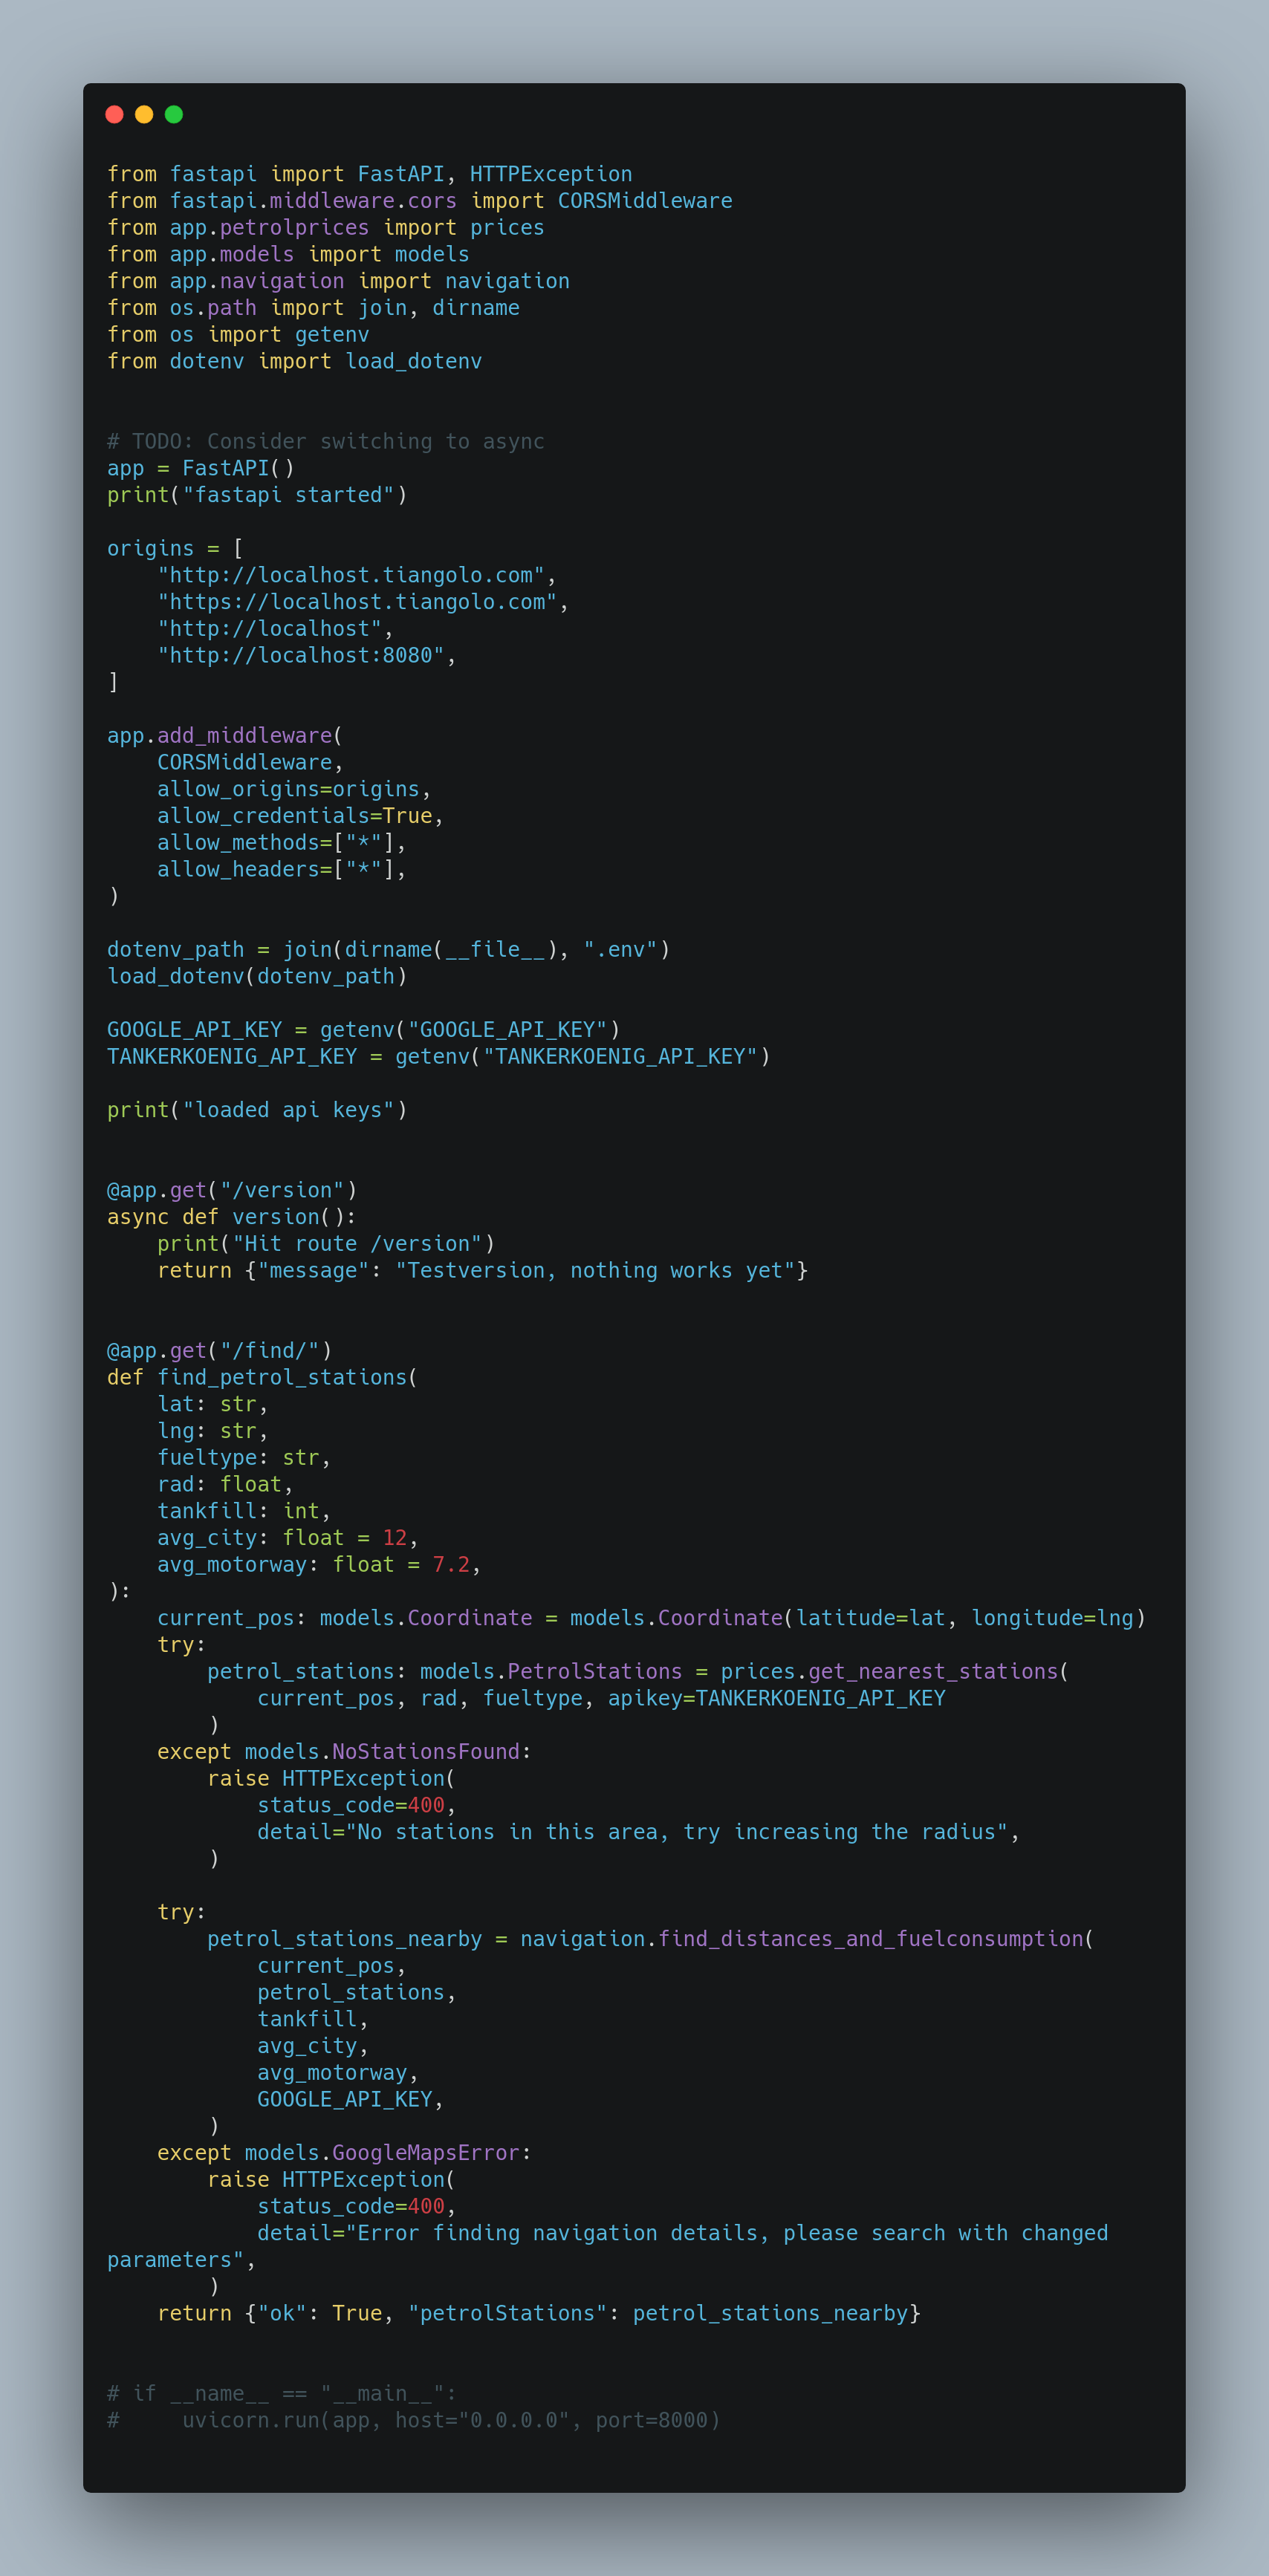 from fastapi import FastAPI, HTTPException
from fastapi.middleware.cors import CORSMiddleware
from app.petrolprices import prices
from app.models import models
from app.navigation import navigation
from os.path import join, dirname
from os import getenv
from dotenv import load_dotenv


# TODO: Consider switching to async
app = FastAPI()
print("fastapi started")

origins = [
    "http://localhost.tiangolo.com",
    "https://localhost.tiangolo.com",
    "http://localhost",
    "http://localhost:8080",
]

app.add_middleware(
    CORSMiddleware,
    allow_origins=origins,
    allow_credentials=True,
    allow_methods=["*"],
    allow_headers=["*"],
)

dotenv_path = join(dirname(__file__), ".env")
load_dotenv(dotenv_path)

GOOGLE_API_KEY = getenv("GOOGLE_API_KEY")
TANKERKOENIG_API_KEY = getenv("TANKERKOENIG_API_KEY")

print("loaded api keys")


@app.get("/version")
async def version():
    print("Hit route /version")
    return {"message": "Testversion, nothing works yet"}


@app.get("/find/")
def find_petrol_stations(
    lat: str,
    lng: str,
    fueltype: str,
    rad: float,
    tankfill: int,
    avg_city: float = 12,
    avg_motorway: float = 7.2,
):
    current_pos: models.Coordinate = models.Coordinate(latitude=lat, longitude=lng)
    try:
        petrol_stations: models.PetrolStations = prices.get_nearest_stations(
            current_pos, rad, fueltype, apikey=TANKERKOENIG_API_KEY
        )
    except models.NoStationsFound:
        raise HTTPException(
            status_code=400,
            detail="No stations in this area, try increasing the radius",
        )

    try:
        petrol_stations_nearby = navigation.find_distances_and_fuelconsumption(
            current_pos,
            petrol_stations,
            tankfill,
            avg_city,
            avg_motorway,
            GOOGLE_API_KEY,
        )
    except models.GoogleMapsError:
        raise HTTPException(
            status_code=400,
            detail="Error finding navigation details, please search with changed
parameters",
        )
    return {"ok": True, "petrolStations": petrol_stations_nearby}


# if __name__ == "__main__":
#     uvicorn.run(app, host="0.0.0.0", port=8000)